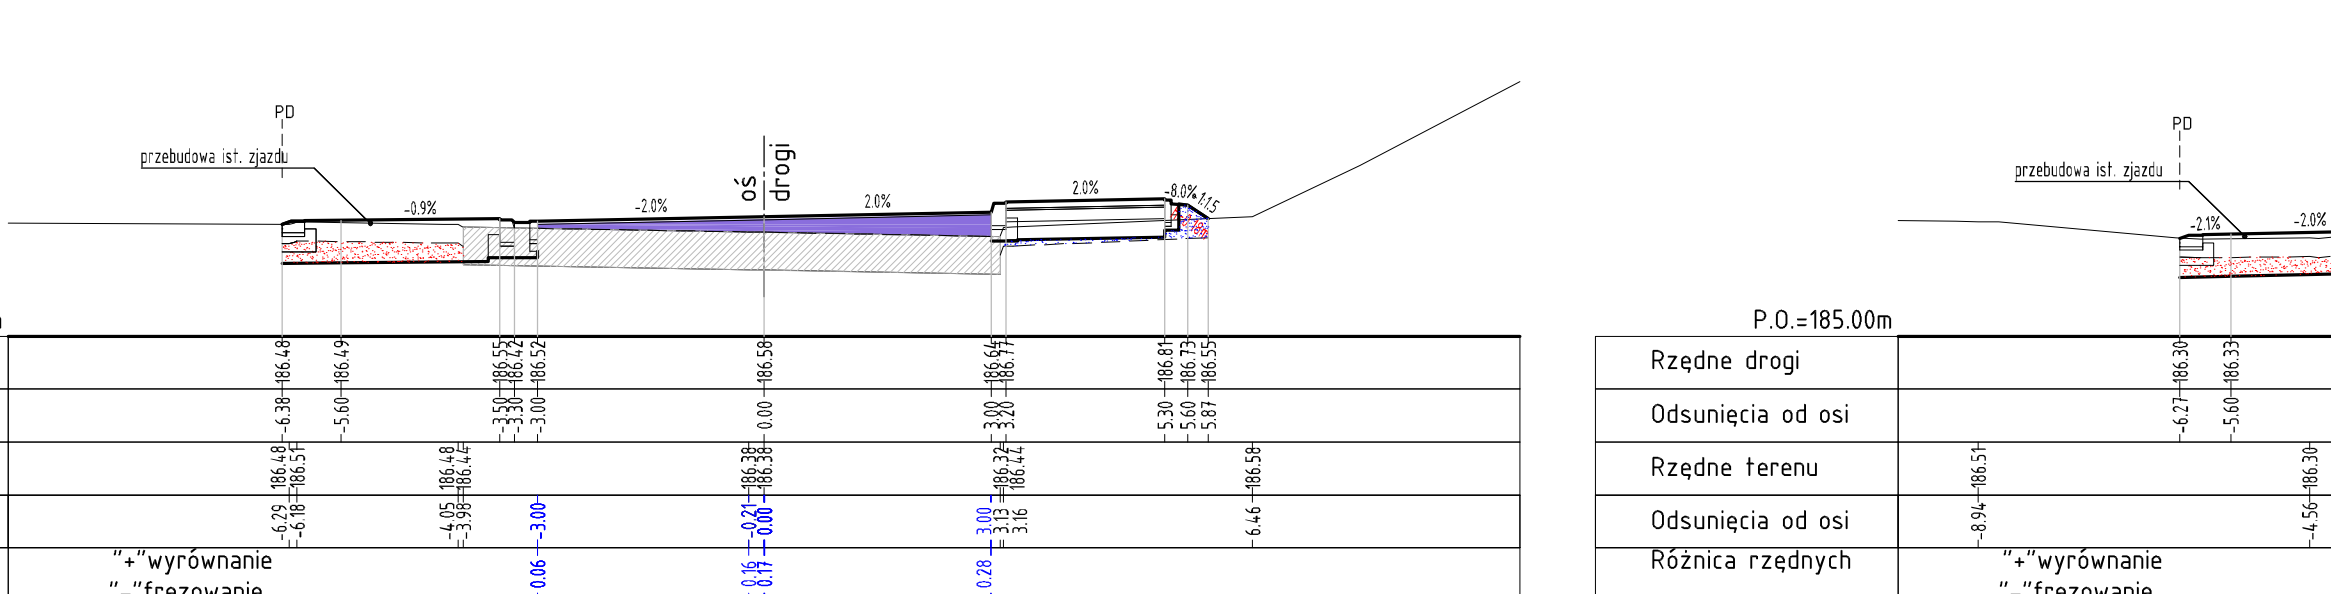 PD
przebudowa ist. zjazdu
-0.9%
-2.0%
oś drogi
2.0%
2.0%
-8.0%
1:1.5
186.48 186.49 186.55 186.42 186.52 186.58 186.64 186.77 186.81 186.73 186.55
-6.38 -5.60 -3.50 -3.30 -3.00 0.00 3.00 3.20 5.30 5.60 5.87
186.48 186.51 186.48 186.44 186.38 186.38 186.32 186.44 186.58
-6.29 -6.18 -4.05 -3.98 -3.00 -0.21 0.00 3.00 3.13 3.16 6.46
"+"wyrównanie
"-"frezowanie
0.06 0.16 0.17 0.28
PD
przebudowa ist. zjazdu
-2.1%
-2.0%
P.O.=185.00m
Rzędne drogi
186.30 186.33
Odsunięcia od osi
-6.27 -5.60
Rzędne terenu
186.51 186.30
Odsunięcia od osi
-8.94 -4.56
Różnica rzędnych
"+"wyrównanie
"-"frezowanie